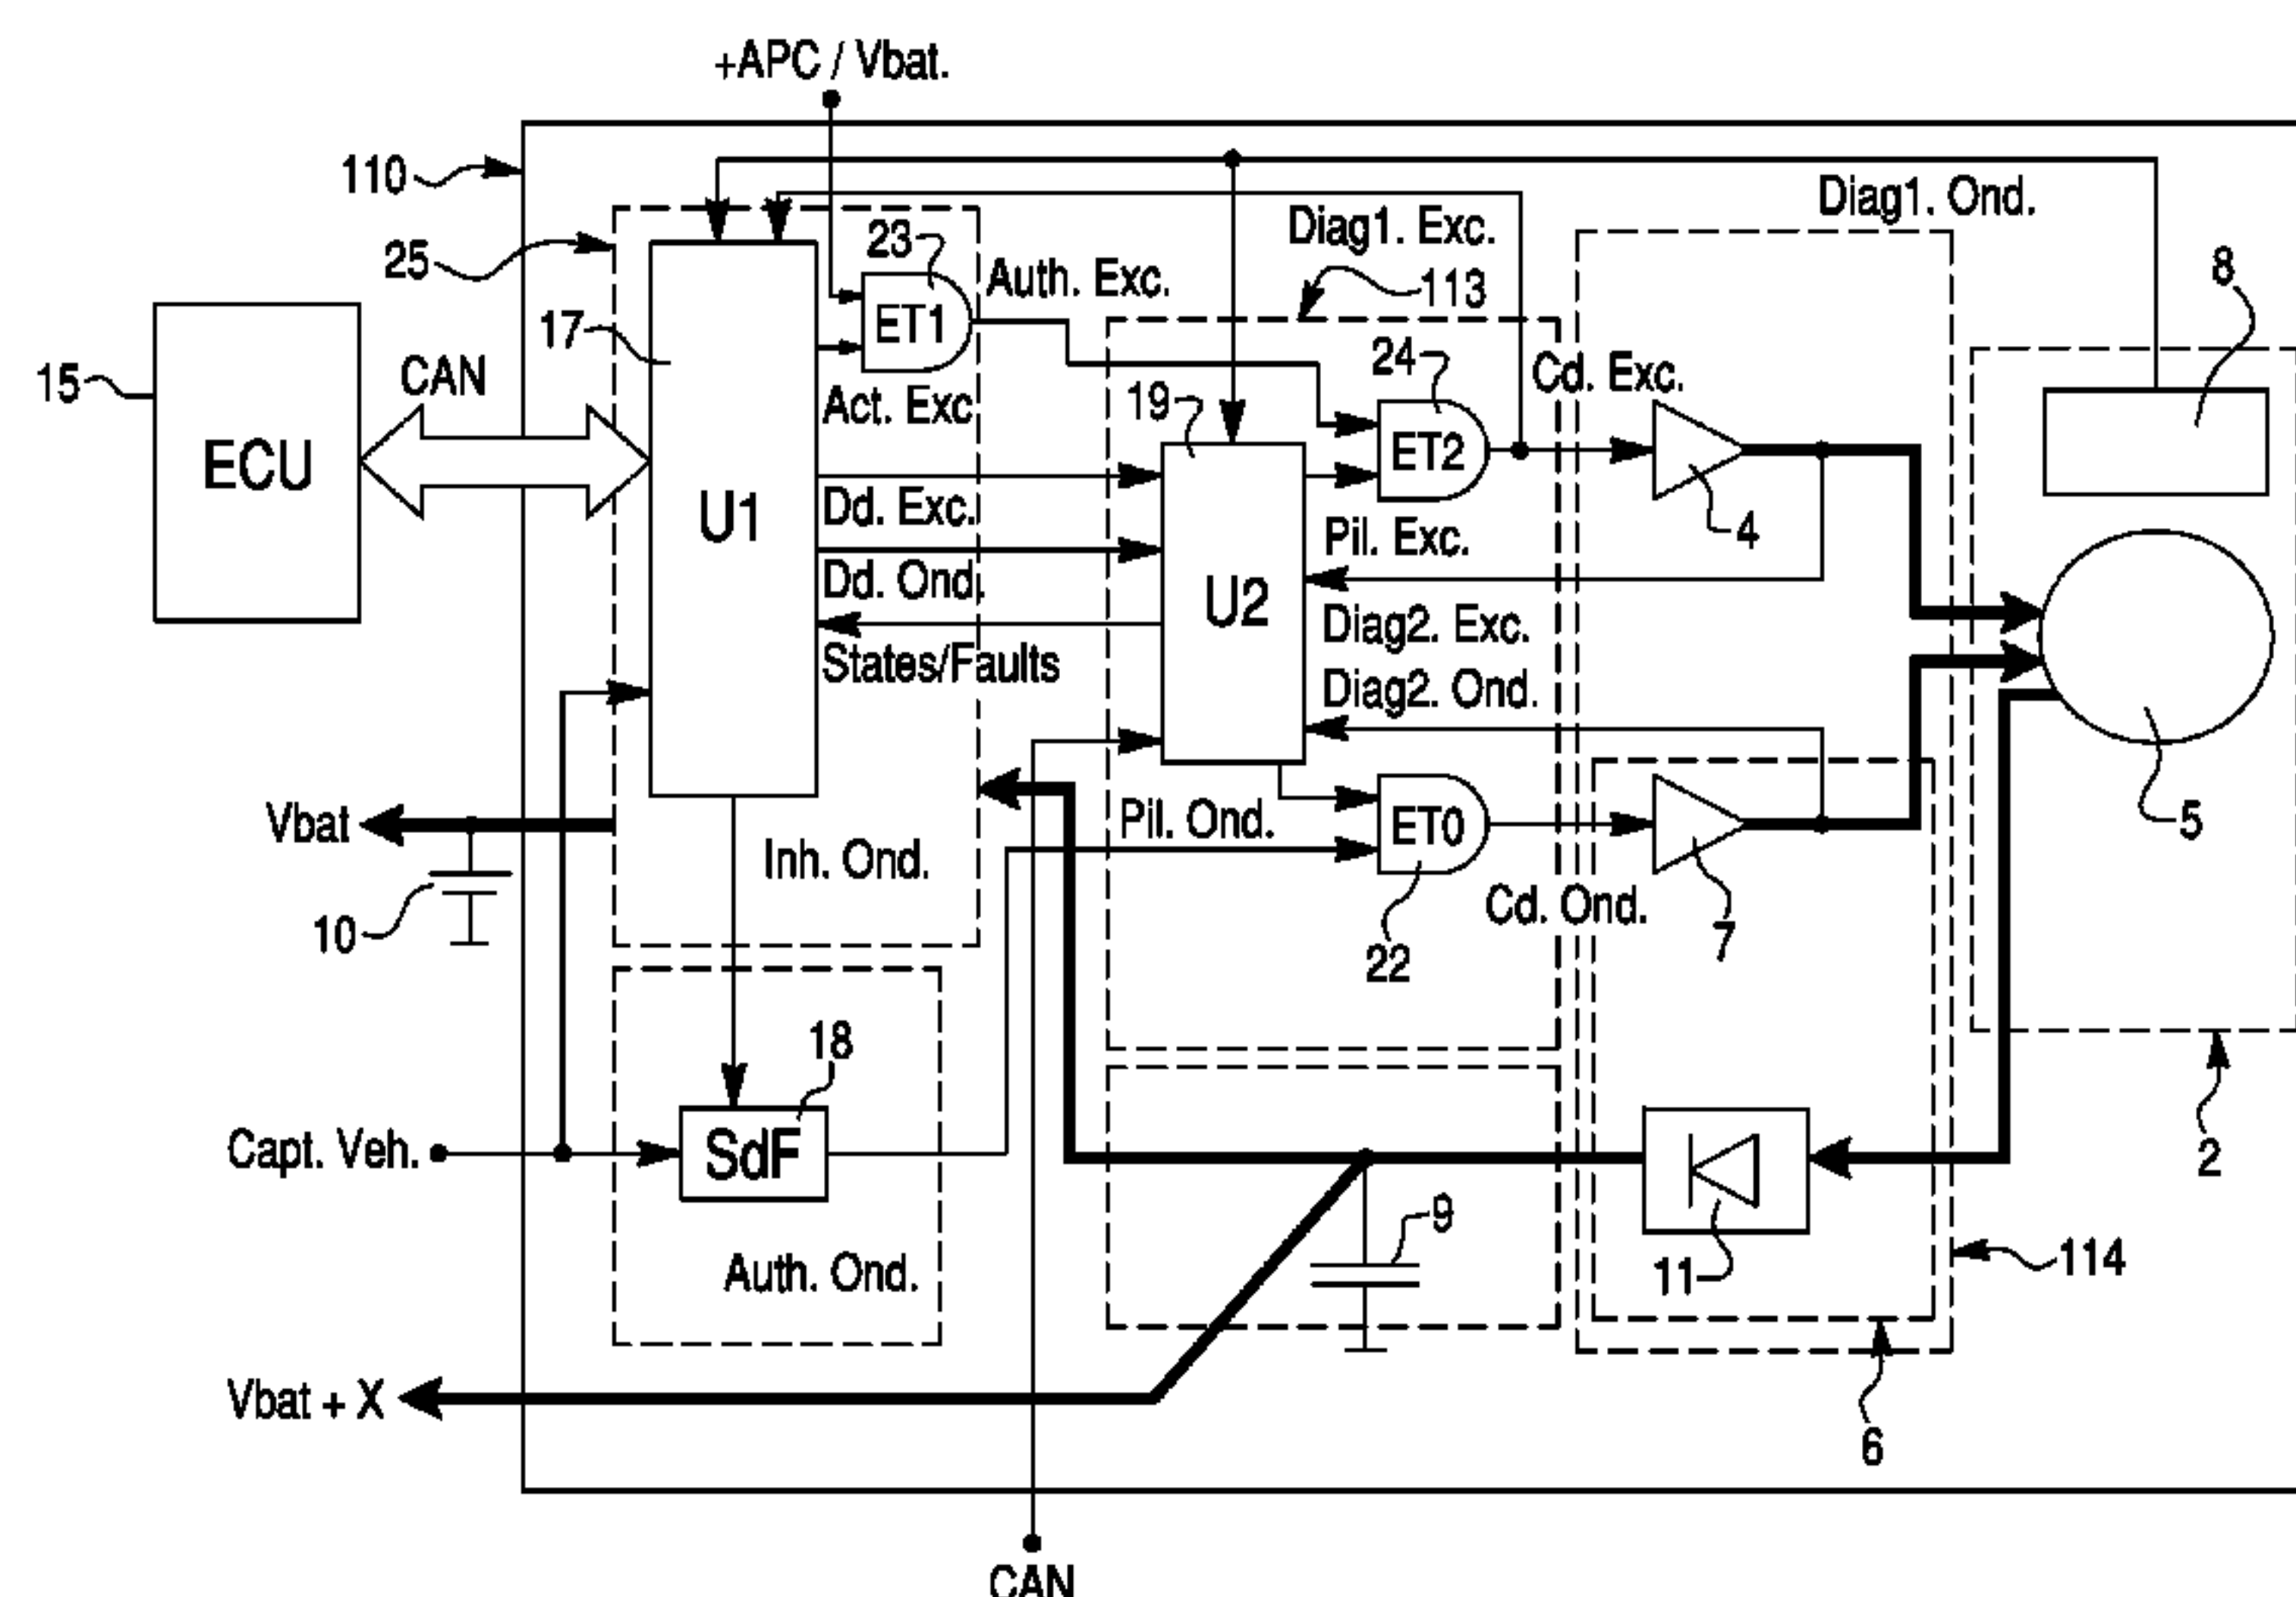 +APC / Vbat.
110
Diag1. Ond.
25
23
Diag1. Exc.
8
ET1
Auth. Exc.
113
17
15
CAN
24
Cd. Exc.
Act. Exc
19
ECU
ET2
U1
Dd. Exc.
Pil. Exc.
4
Dd. Ond.
U2
Diag2. Exc.
States/Faults
Diag2. Ond.
Vbat
Pil. Ond.
ET0
5
Inh. Ond.
Cd. Ond.
10
22
7
18
Capt. Veh.
SdF
2
9
Auth. Ond.
11
114
Vbat + X
6
CAN